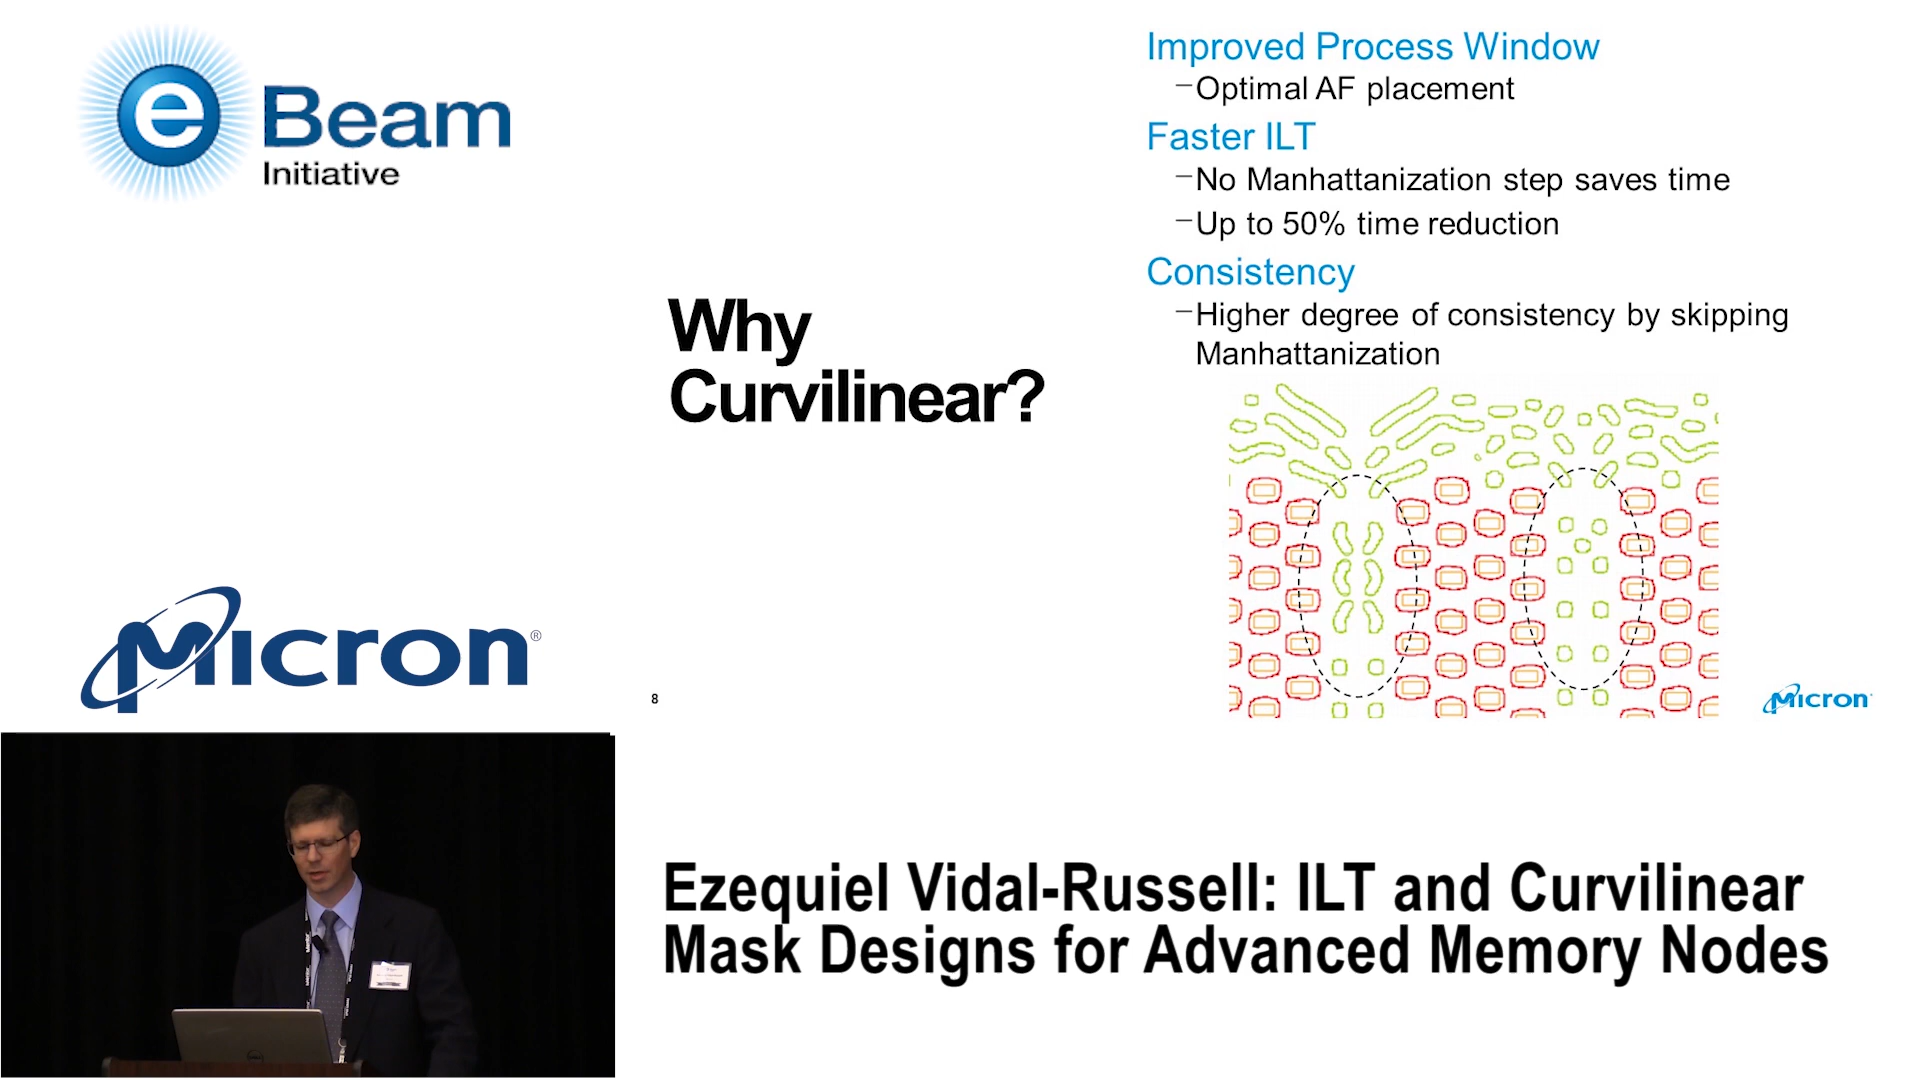 e Beam
Initiative
Micron®
Why
Curvilinear?
Improved Process Window
–Optimal AF placement
Faster ILT
–No Manhattanization step saves time
–Up to 50% time reduction
Consistency
–Higher degree of consistency by skipping
Manhattanization
8
Micron
Ezequiel Vidal-Russell: ILT and Curvilinear
Mask Designs for Advanced Memory Nodes